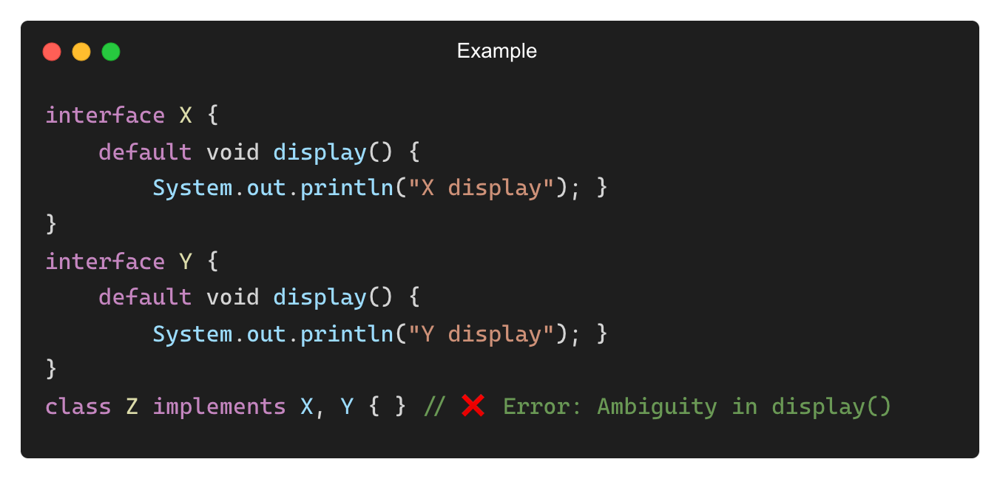 Example
interface X {
    default void display() {
        System.out.println("X display"); }
}
interface Y {
    default void display() {
        System.out.println("Y display"); }
}
class Z implements X, Y { } // ❌ Error: Ambiguity in display()